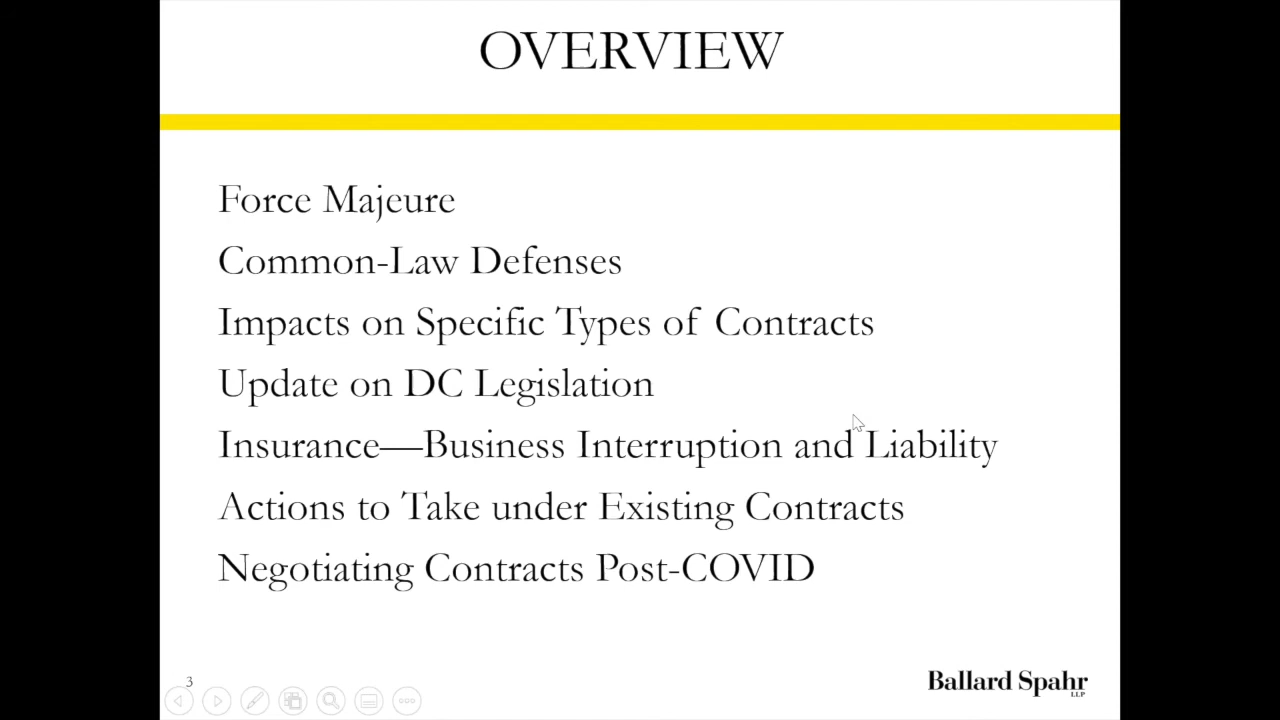 OVERVIEW
Force Majeure
Common-Law Defenses
Impacts on Specific Types of Contracts
Update on DC Legislation
Insurance—Business Interruption and Liability
Actions to Take under Existing Contracts
Negotiating Contracts Post-COVID
3
Ballard Spahr
LLP